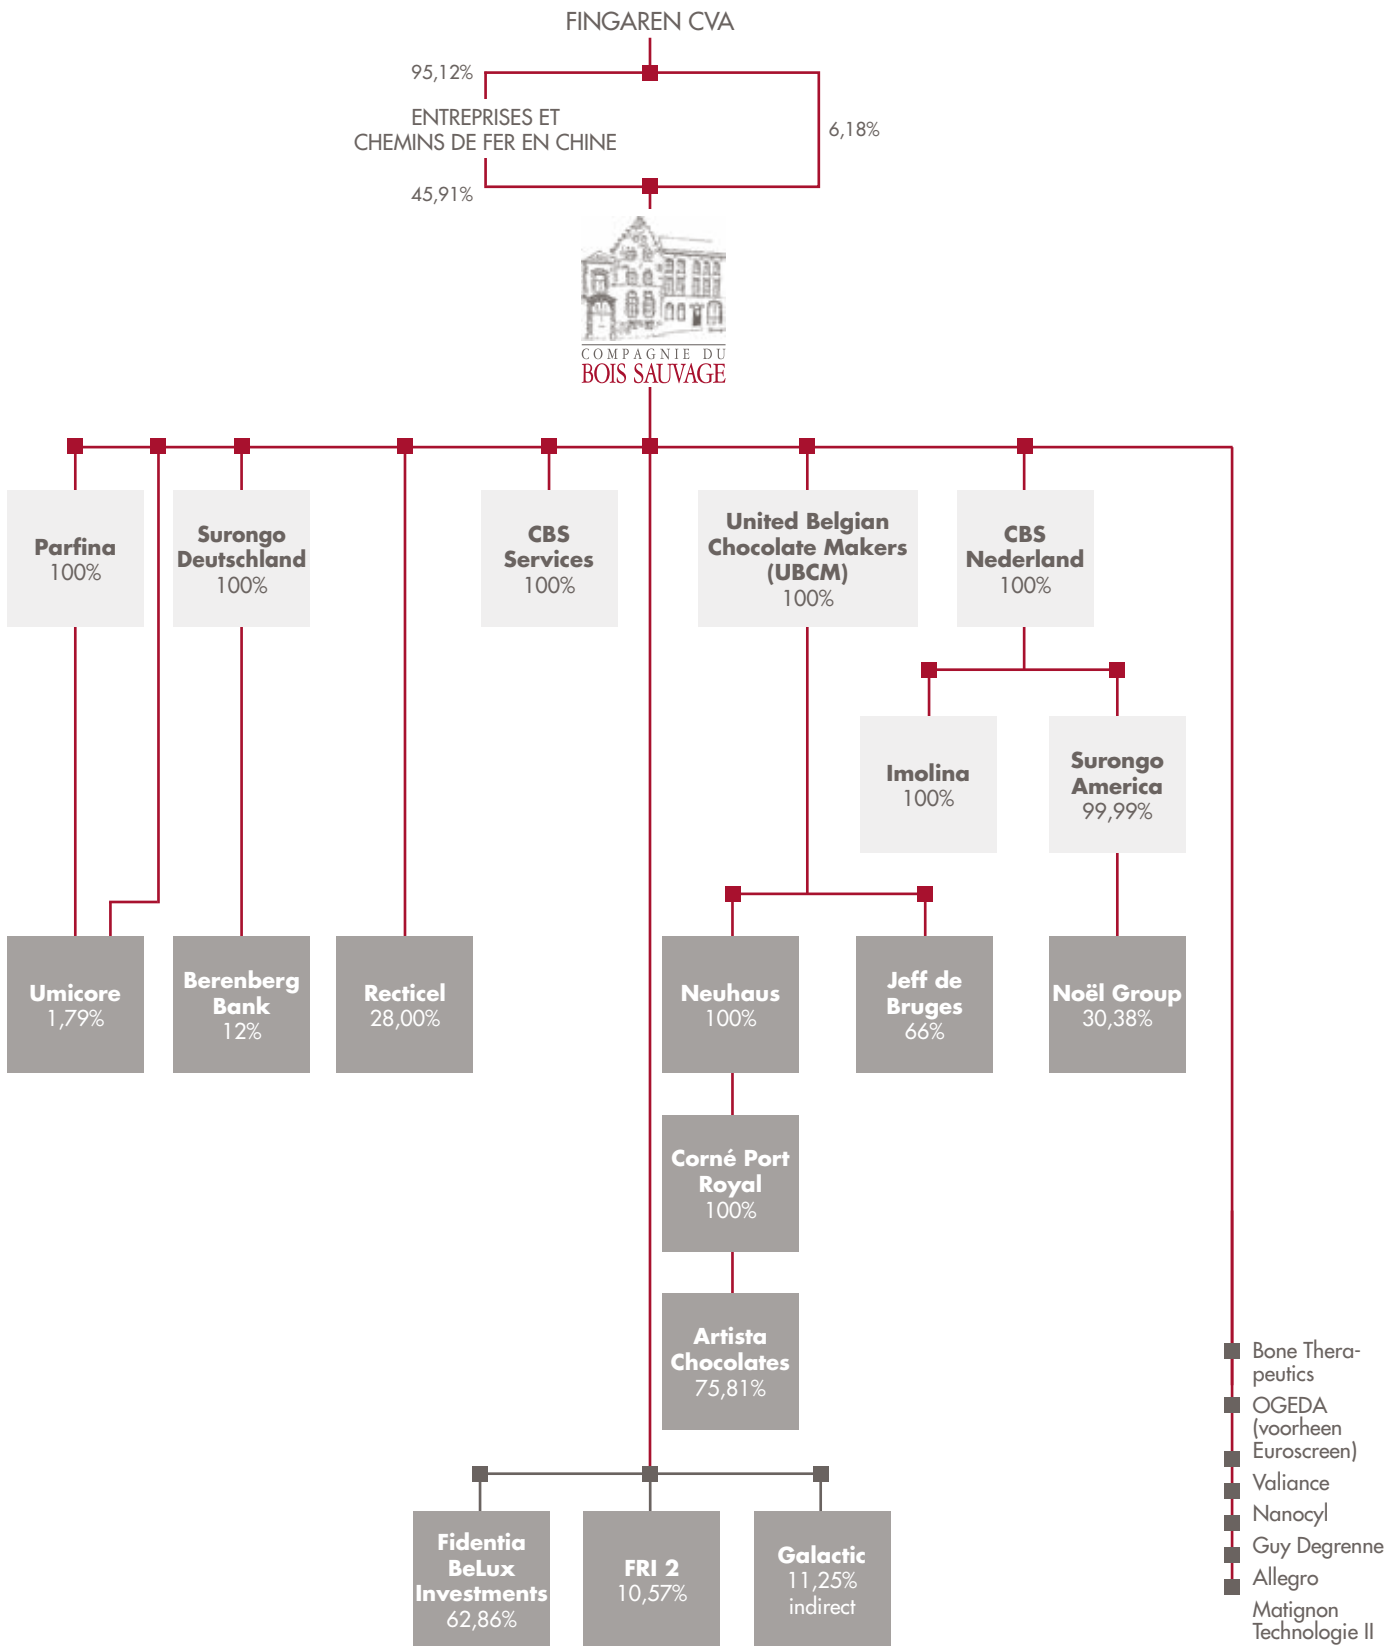 FINGAREN CVA
95,12%
ENTREPRISES ET
CHEMINS DE FER EN CHINE
6,18%
45,91%
COMPAGNIE DU
BOIS SAUVAGE
Parfina
100%
Surongo
Deutschland
100%
CBS
Services
100%
United Belgian
Chocolate Makers
(UBCM)
100%
CBS
Nederland
100%
Imolina
100%
Surongo
America
99,99%
Umicore
1,79%
Berenberg
Bank
12%
Recticel
28,00%
Neuhaus
100%
Jeff de
Bruges
66%
Noël Group
30,38%
Corné Port
Royal
100%
Artista
Chocolates
75,81%
Bone Thera-
peutics
OGEDA
(voorheen
Euroscreen)
Valiance
Nanocyl
Guy Degrenne
Allegro
Matignon
Technologie II
Fidentia
BeLux
Investments
62,86%
FRI 2
10,57%
Galactic
11,25%
indirect